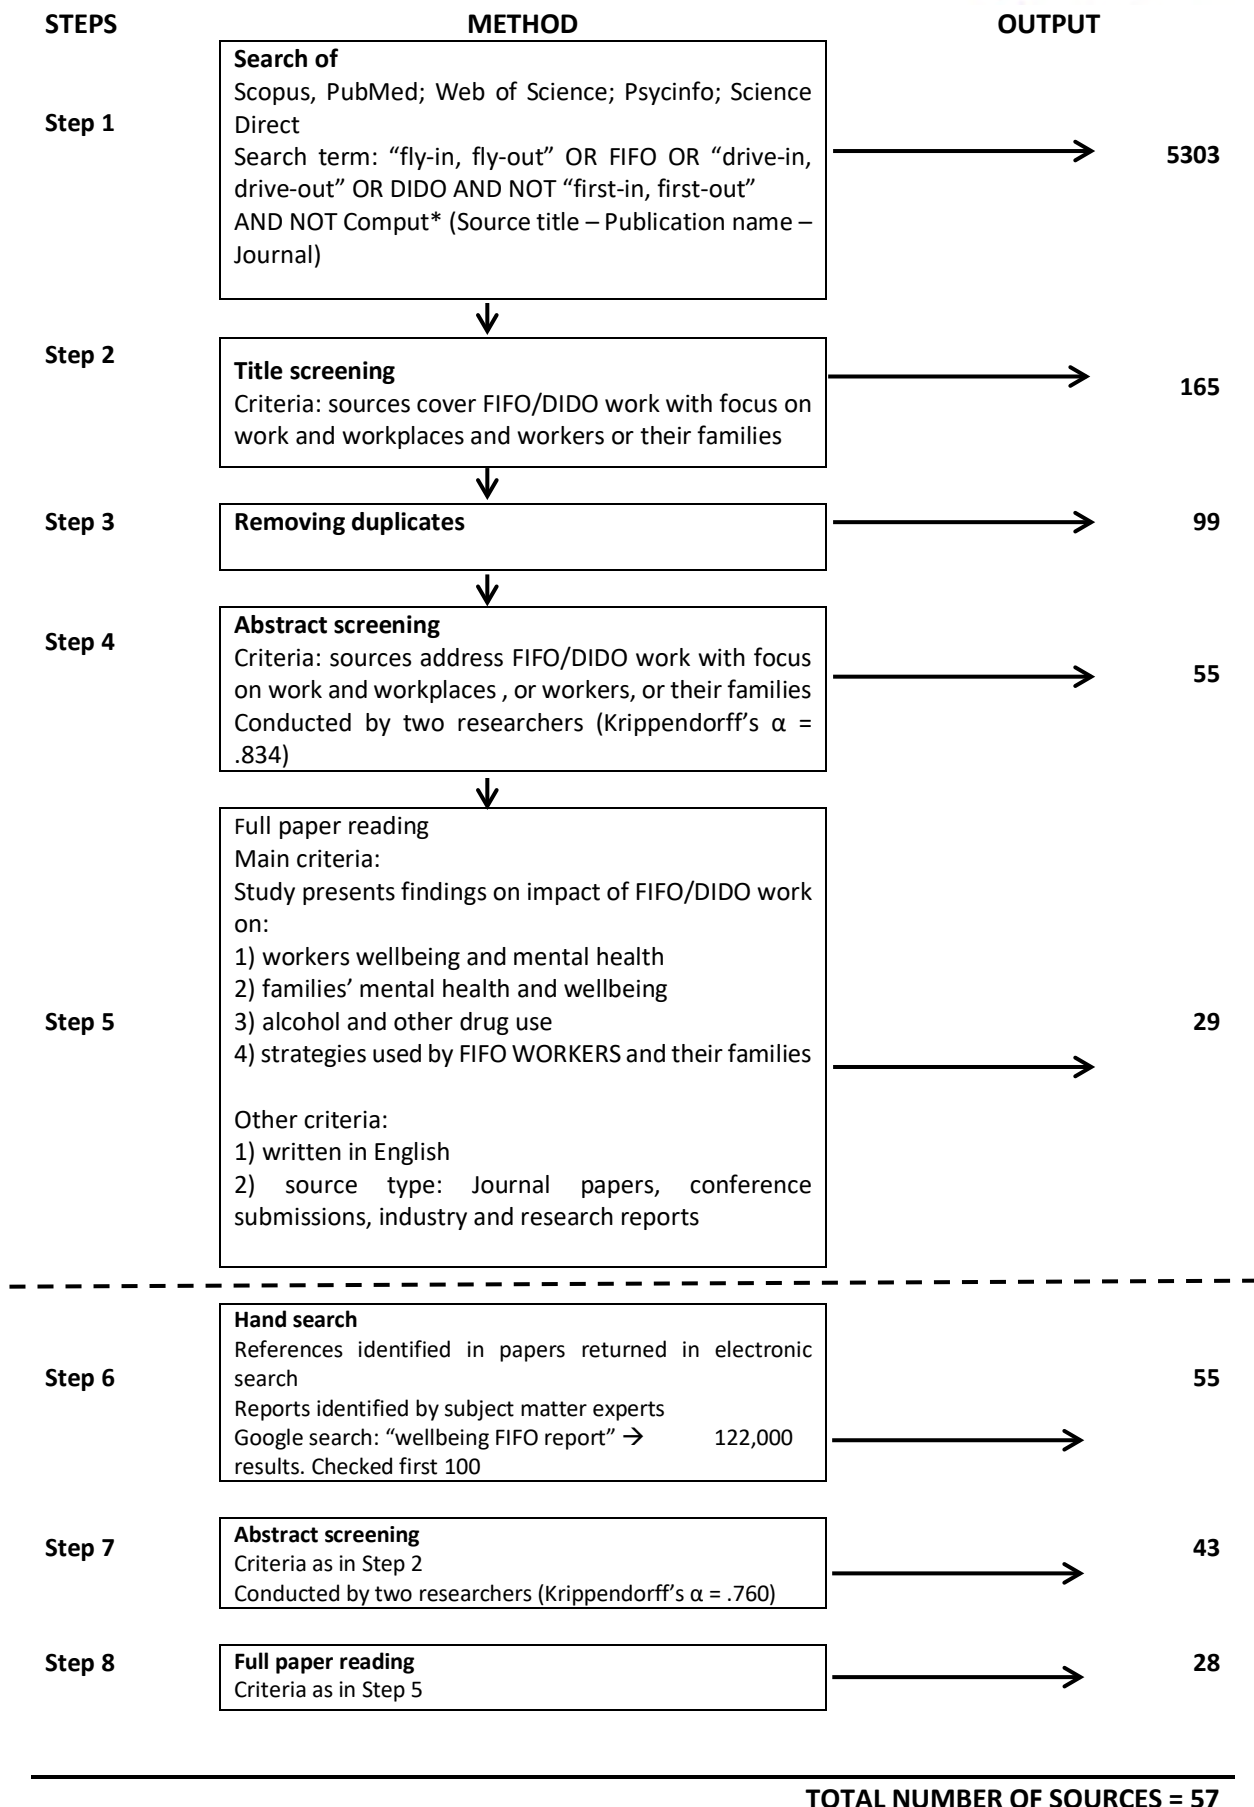 STEPS METHOD OUTPUT
Step 1
Search of
Scopus, PubMed; Web of Science; Psycinfo; Science
Direct
Search term: “fly-in, fly-out” OR FIFO OR “drive-in,
drive-out” OR DIDO AND NOT “first-in, first-out”
AND NOT Comput* (Source title – Publication name –
Journal)
5303
Step 2
Title screening
Criteria: sources cover FIFO/DIDO work with focus on
work and workplaces and workers or their families
165
Step 3
Removing duplicates
99
Step 4
Abstract screening
Criteria: sources address FIFO/DIDO work with focus
on work and workplaces , or workers, or their families
Conducted by two researchers (Krippendorff’s α =
.834)
55
Step 5
Full paper reading
Main criteria:
Study presents findings on impact of FIFO/DIDO work
on:
1) workers wellbeing and mental health
2) families’ mental health and wellbeing
3) alcohol and other drug use
4) strategies used by FIFO WORKERS and their families
Other criteria:
1) written in English
2) source type: Journal papers, conference
submissions, industry and research reports
29
Step 6
Hand search
References identified in papers returned in electronic
search
Reports identified by subject matter experts
Google search: “wellbeing FIFO report” → 122,000
results. Checked first 100
55
Step 7
Abstract screening
Criteria as in Step 2
Conducted by two researchers (Krippendorff’s α = .760)
43
Step 8
Full paper reading
Criteria as in Step 5
28
TOTAL NUMBER OF SOURCES = 57